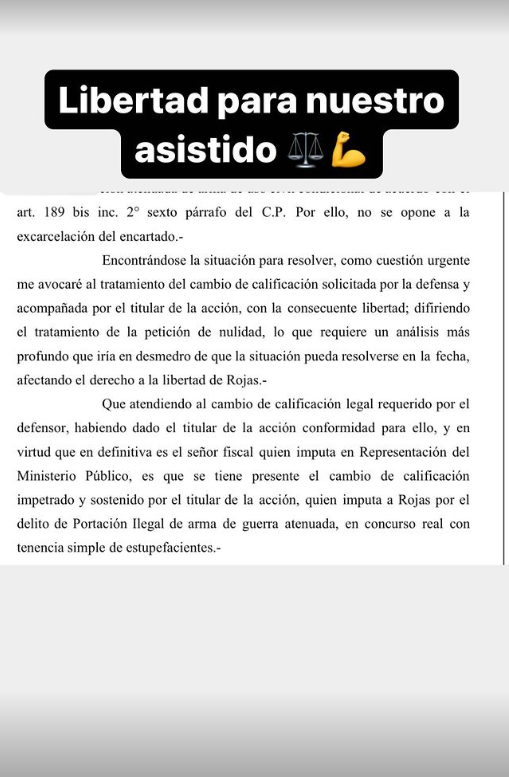 Libertad para nuestro
asistido ⚖️💪
art. 189 bis inc. 2° sexto párrafo del C.P. Por ello, no se opone a la
excarcelación del encartado.-
Encontrándose la situación para resolver, como cuestión urgente
me avocaré al tratamiento del cambio de calificación solicitada por la defensa y
acompañada por el titular de la acción, con la consecuente libertad; difiriendo
el tratamiento de la petición de nulidad, lo que requiere un análisis más
profundo que iría en desmedro de que la situación pueda resolverse en la fecha,
afectando el derecho a la libertad de Rojas.-
Que atendiendo al cambio de calificación legal requerido por el
defensor, habiendo dado el titular de la acción conformidad para ello, y en
virtud que en definitiva es el señor fiscal quien imputa en Representación del
Ministerio Público, es que se tiene presente el cambio de calificación
impetrado y sostenido por el titular de la acción, quien imputa a Rojas por el
delito de Portación Ilegal de arma de guerra atenuada, en concurso real con
tenencia simple de estupefacientes.-